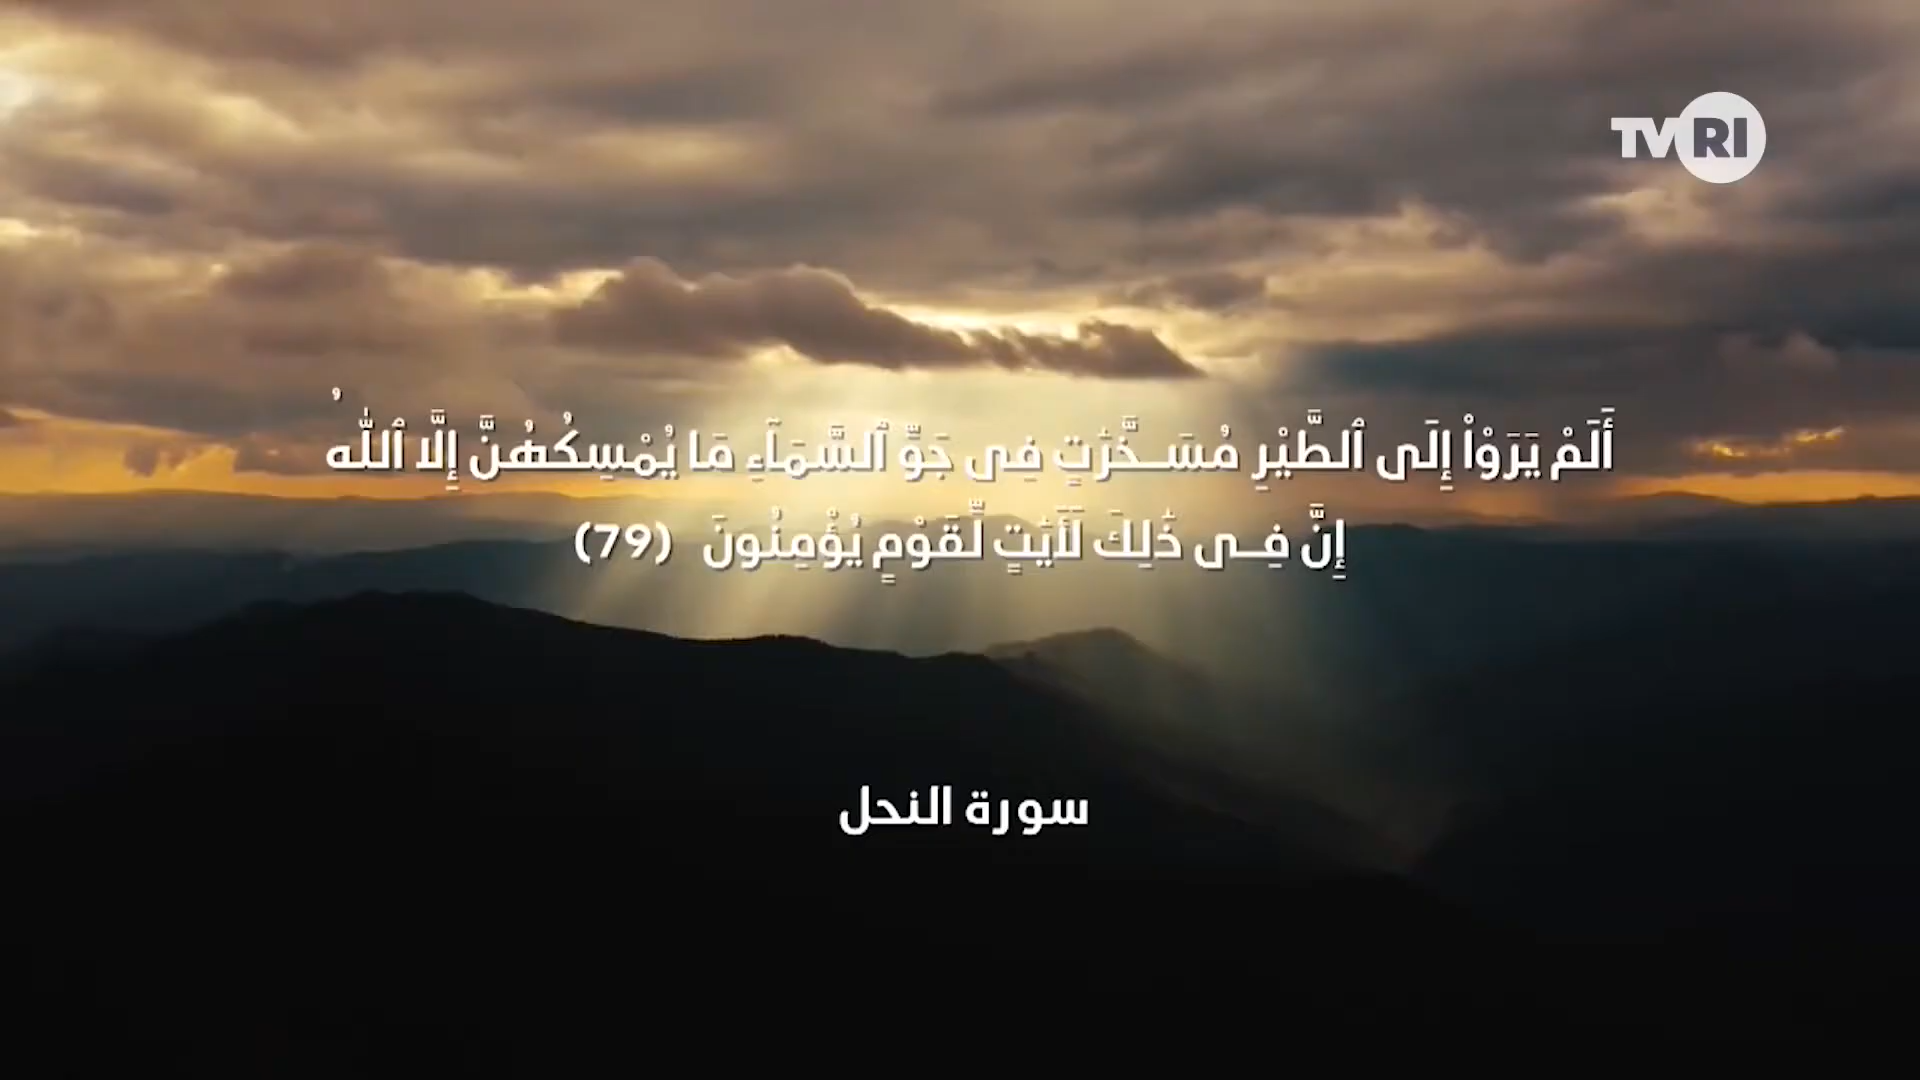 TVRI
أَلَمْ يَرَوْا۟ إِلَى ٱلطَّيْرِ مُسَخَّرَٰتٍ فِى جَوِّ ٱلسَّمَآءِ مَا يُمْسِكُهُنَّ إِلَّا ٱللَّهُ
إِنَّ فِى ذَٰلِكَ لَـَٔايَٰتٍ لِّقَوْمٍ يُؤْمِنُونَ (79)
سورة النحل